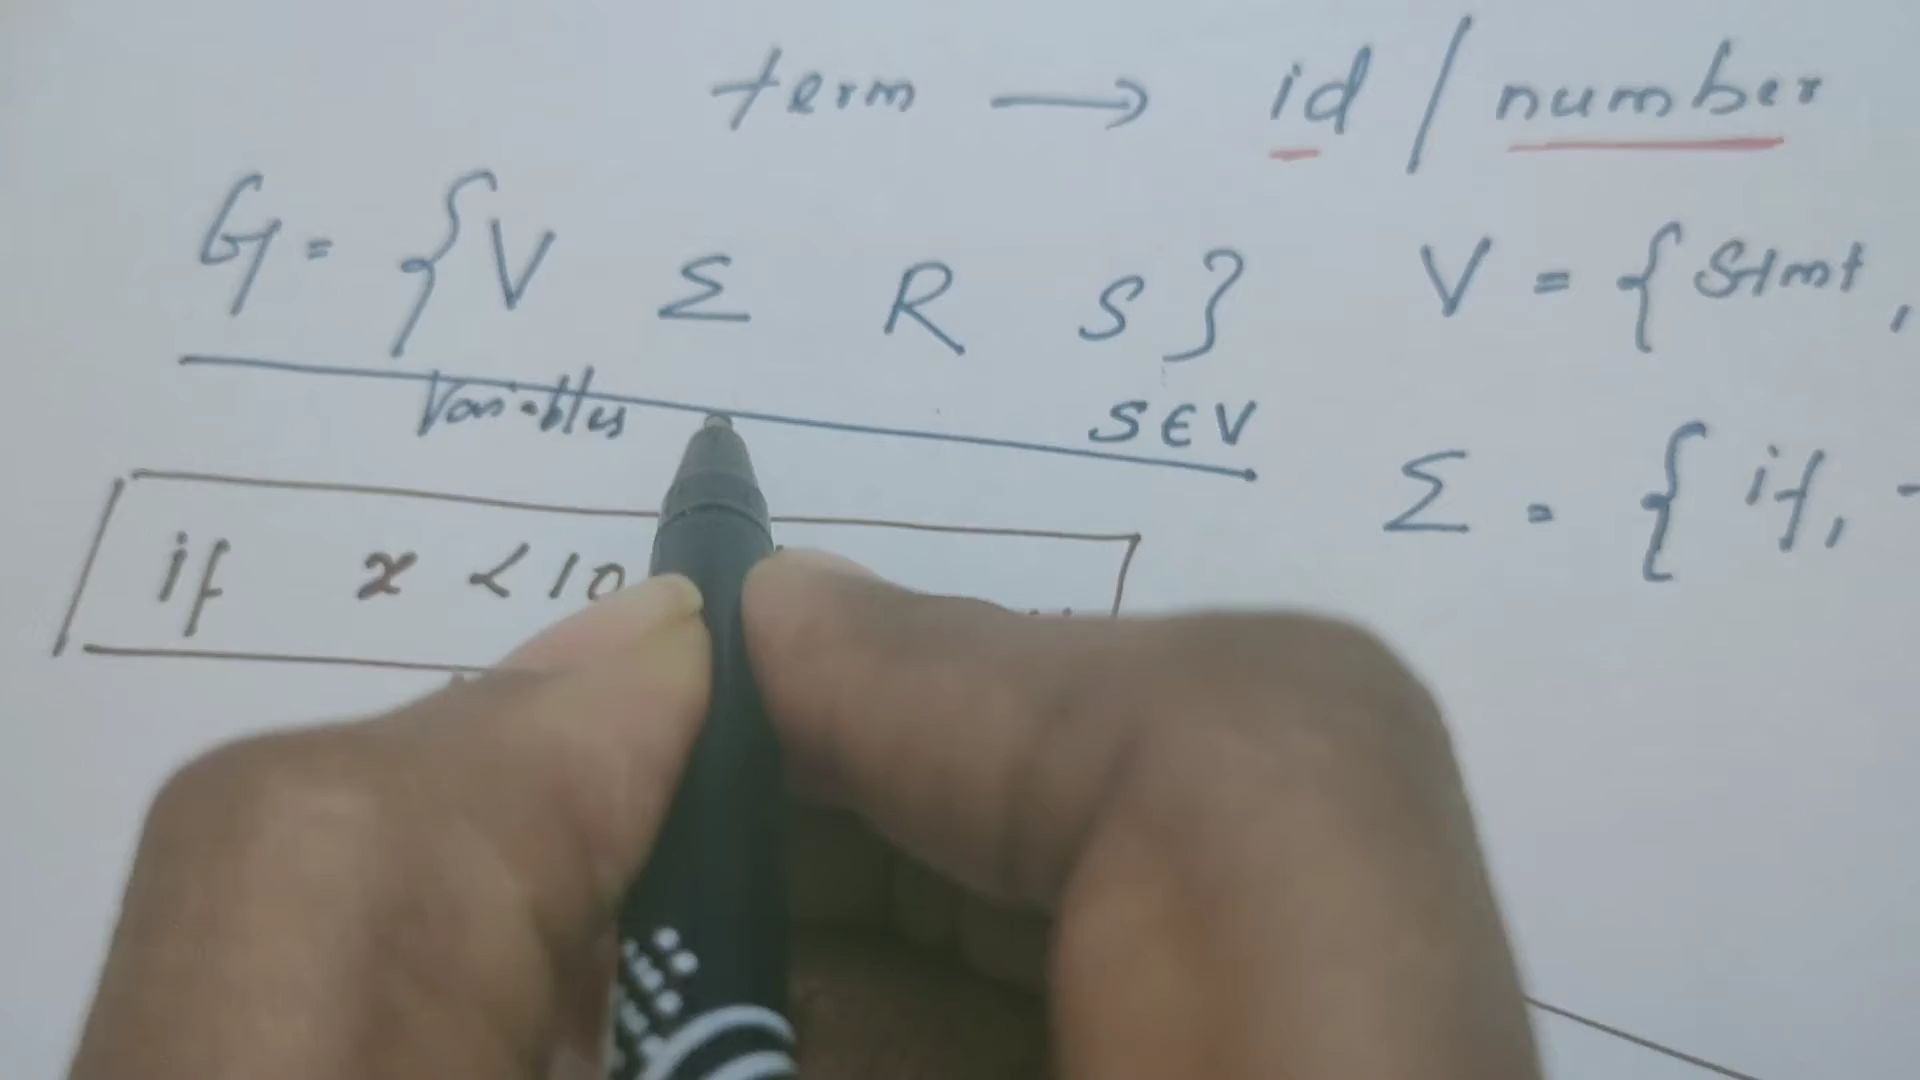 term → id / number
G = { V Σ R S }
V = { Stmt,
Variables
S ∈ V
Σ = { if,
if x < 10